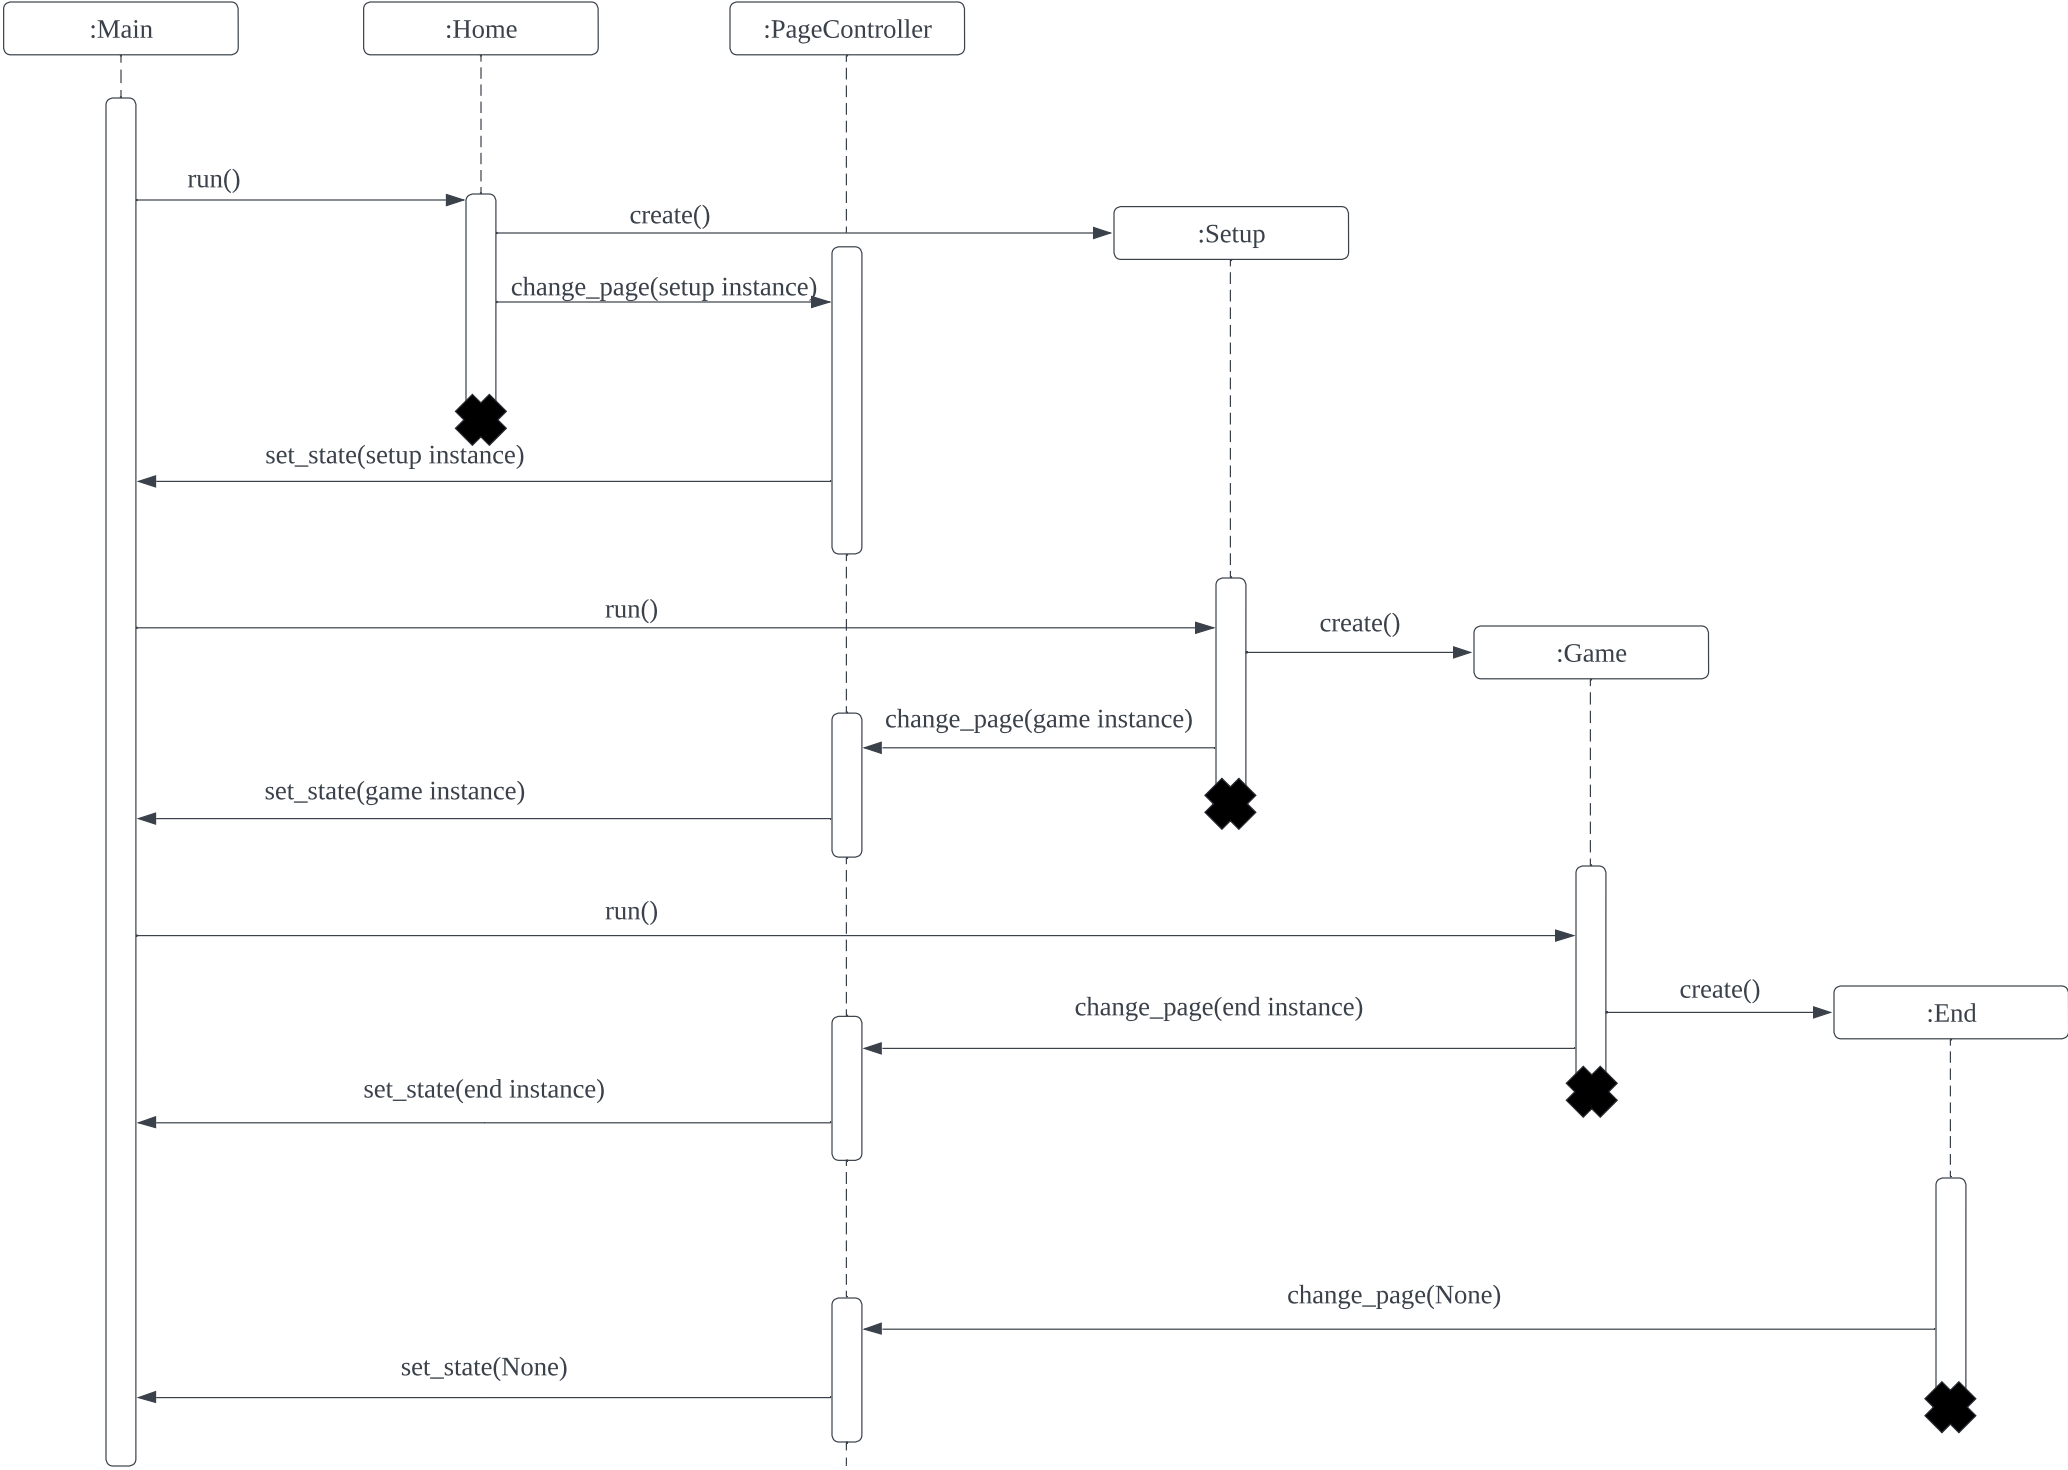 :Main
:Home
:PageController
run()
create()
:Setup
change_page(setup instance)
set_state(setup instance)
run()
create()
:Game
change_page(game instance)
set_state(game instance)
run()
create()
change_page(end instance)
:End
set_state(end instance)
change_page(None)
set_state(None)